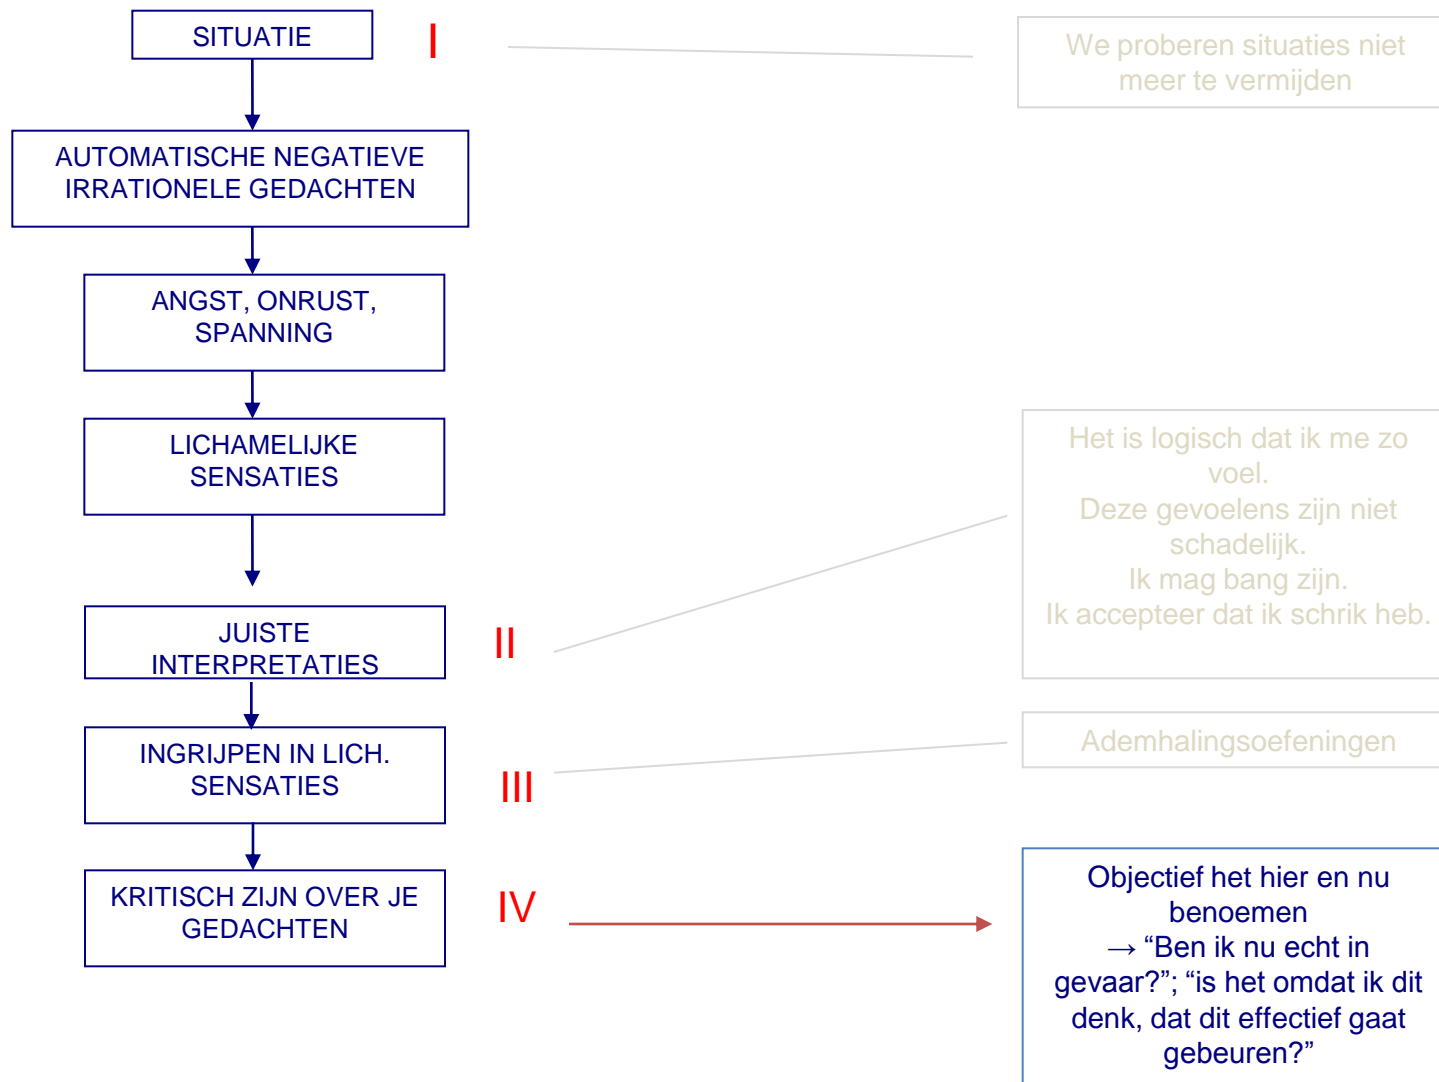 SITUATIE
I
We proberen situaties niet
meer te vermijden
AUTOMATISCHE NEGATIEVE
IRRATIONELE GEDACHTEN
ANGST, ONRUST,
SPANNING
LICHAMELIJKE
SENSATIES
Het is logisch dat ik me zo
voel.
Deze gevoelens zijn niet
schadelijk.
Ik mag bang zijn.
Ik accepteer dat ik schrik heb.
JUISTE
INTERPRETATIES
II
INGRIJPEN IN LICH.
SENSATIES
III
Ademhalingsoefeningen
KRITISCH ZIJN OVER JE
GEDACHTEN
IV
Objectief het hier en nu
benoemen
→ “Ben ik nu echt in
gevaar?”; “is het omdat ik dit
denk, dat dit effectief gaat
gebeuren?”